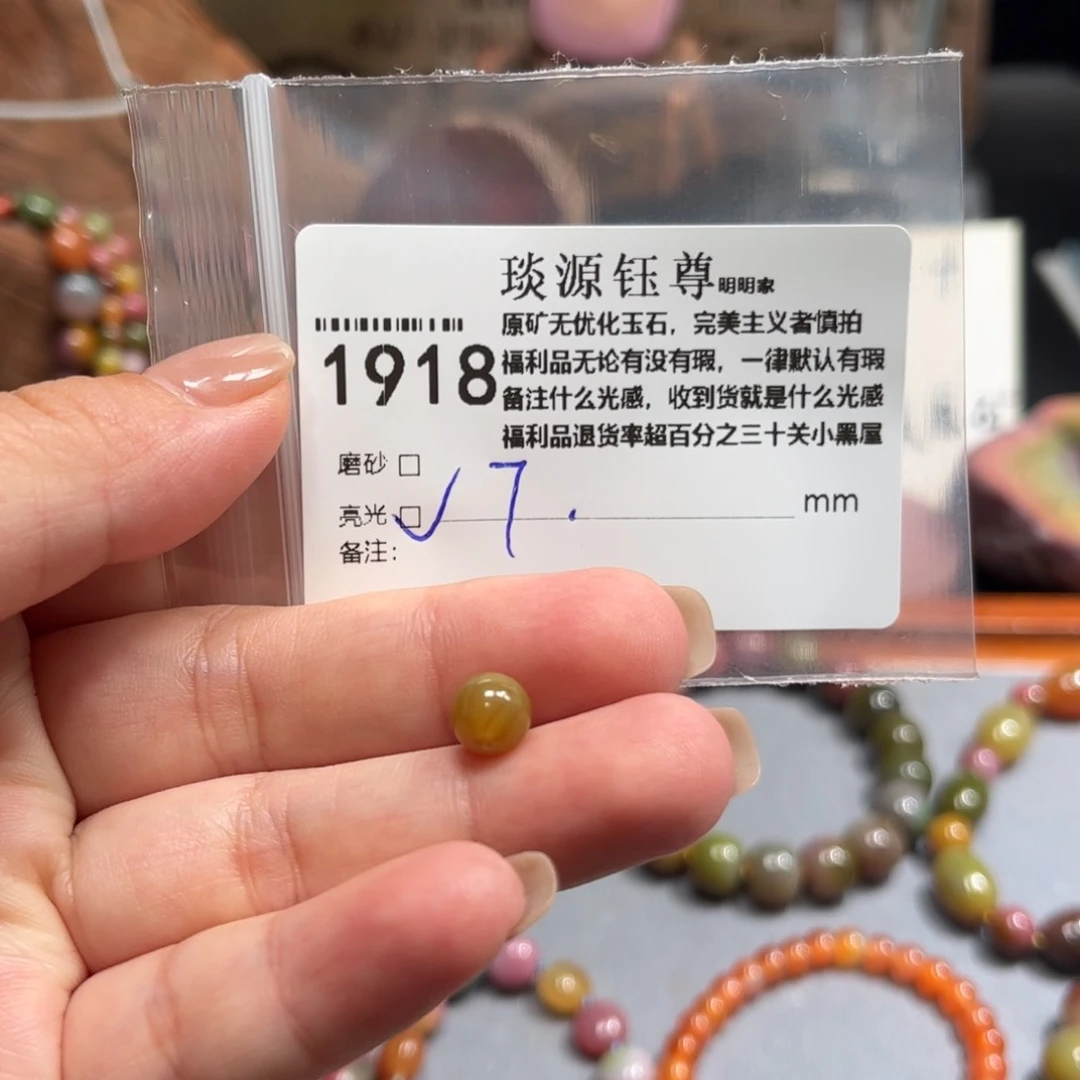 琰源钰尊明明家
原矿无优化玉石，完美主义者慎拍
1918
福利品无论有没有瑕，一律默认有瑕
备注什么光感，收到货就是什么光感
福利品退货率超百分之三十关小黑屋
磨砂 □
亮光 □ ✓ 7. mm
备注：